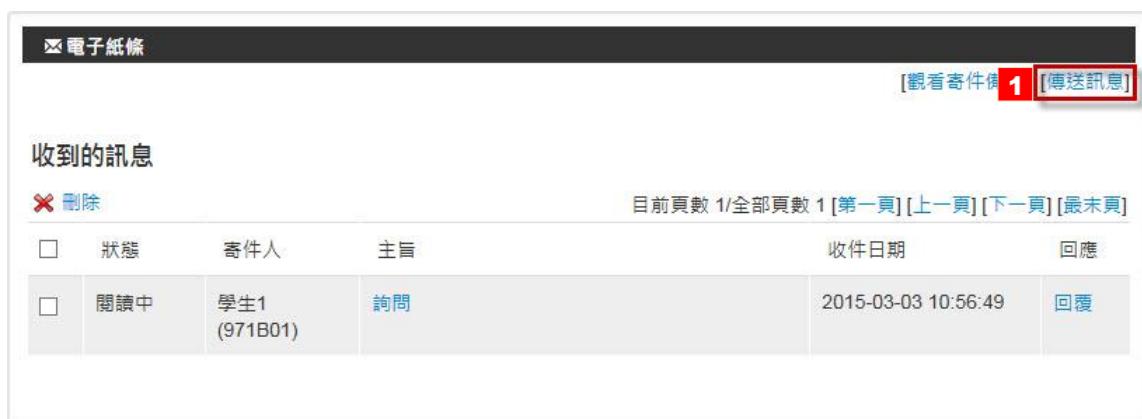 電子紙條
[觀看寄件 1 [傳送訊息]
收到的訊息
刪除 目前頁數 1/全部頁數 1 [第一頁] [上一頁] [下一頁] [最末頁]
狀態 寄件人 主旨 收件日期 回應
閱讀中 學生1 詢問 2015-03-03 10:56:49 回覆
(971B01)